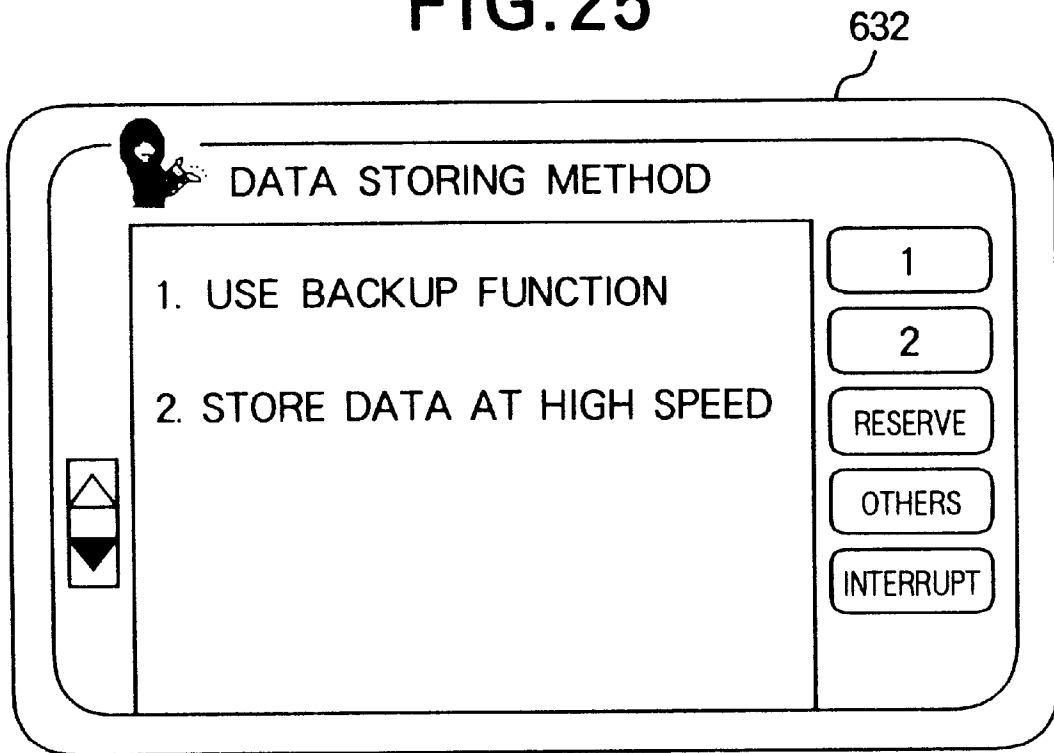 FIG.25
632
DATA STORING METHOD
1. USE BACKUP FUNCTION
2. STORE DATA AT HIGH SPEED
1
2
RESERVE
OTHERS
INTERRUPT